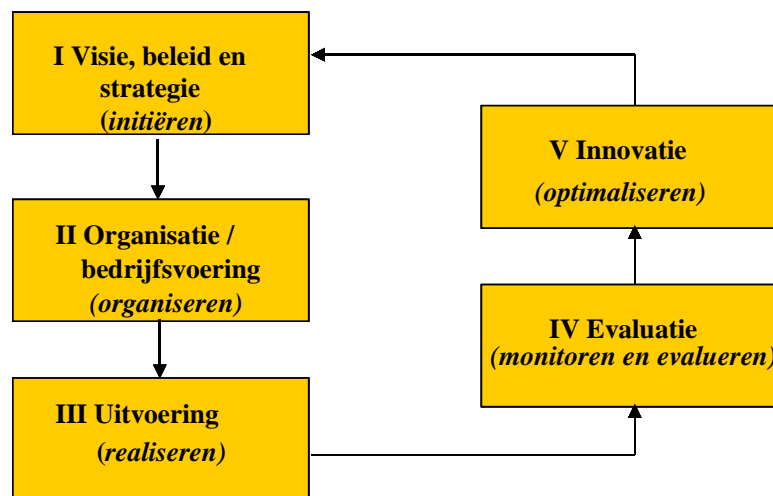 I Visie, beleid en
strategie
(initiëren)
II Organisatie /
bedrijfsvoering
(organiseren)
III Uitvoering
(realiseren)
IV Evaluatie
(monitoren en evalueren)
V Innovatie
(optimaliseren)